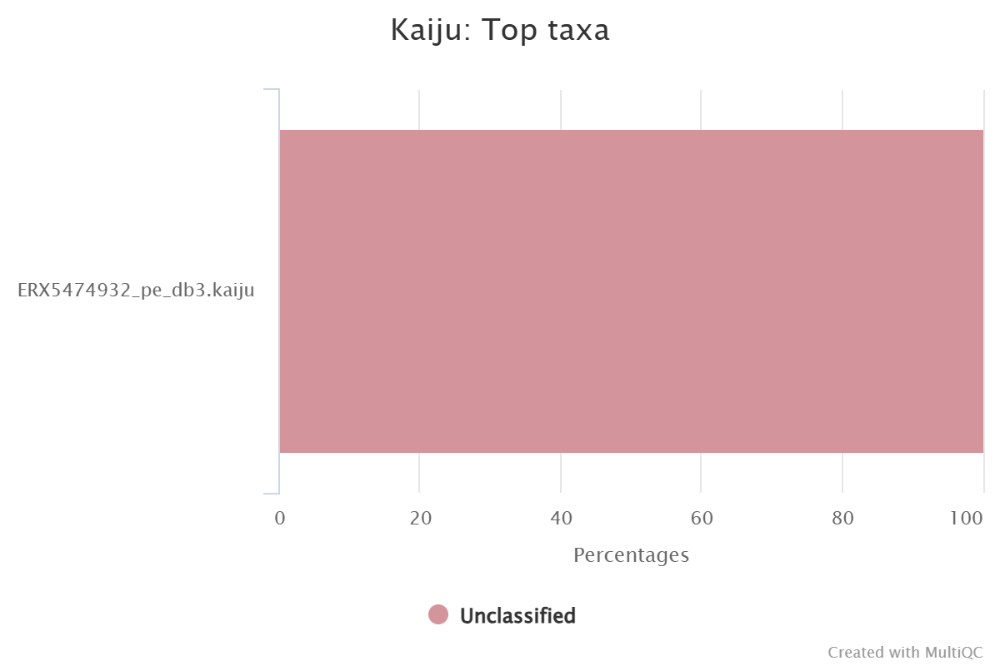 Kaiju: Top taxa
ERX5474932_pe_db3.kaiju
0 20 40 60 80 100
Percentages
Unclassified
Created with MultiQC